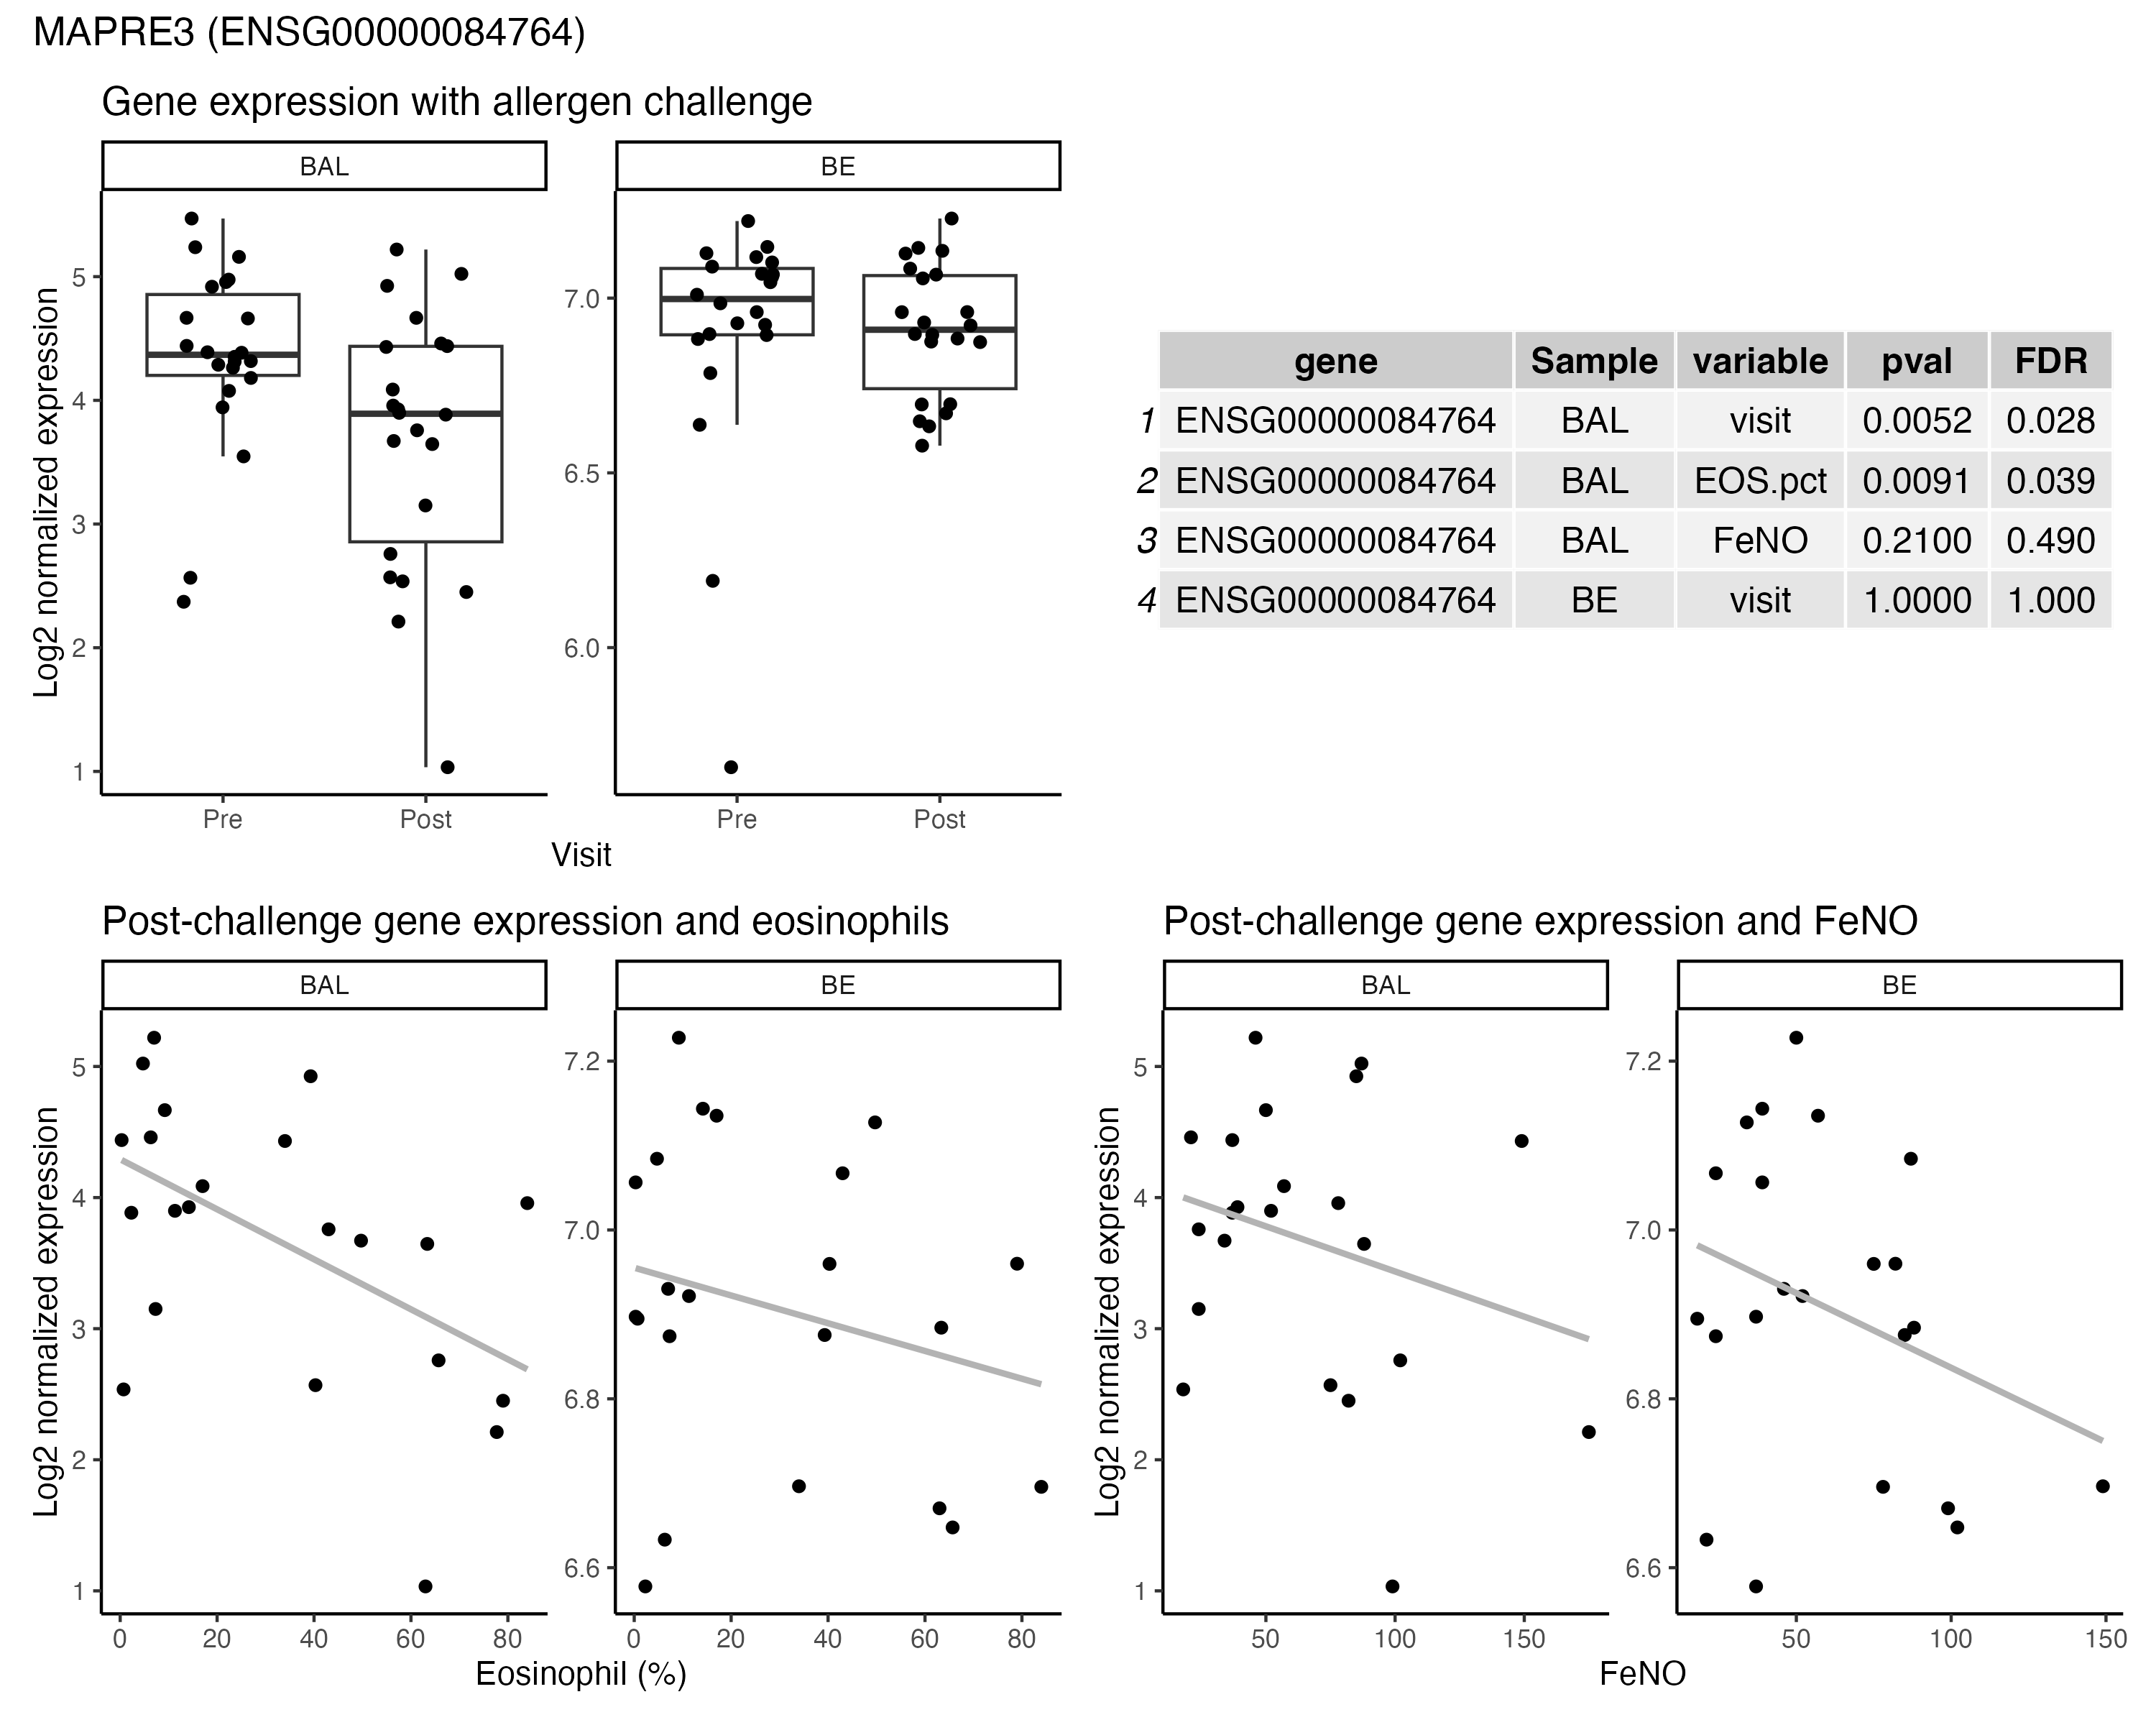 MAPRE3 (ENSG00000084764)
Gene expression with allergen challenge
BAL
BE
Log2 normalized expression
5
4
3
2
1
7.0
6.5
6.0
Pre
Post
Pre
Post
Visit
gene Sample variable pval FDR
1 ENSG00000084764 BAL visit 0.0052 0.028
2 ENSG00000084764 BAL EOS.pct 0.0091 0.039
3 ENSG00000084764 BAL FeNO 0.2100 0.490
4 ENSG00000084764 BE visit 1.0000 1.000
Post-challenge gene expression and eosinophils
BAL
BE
Log2 normalized expression
5
4
3
2
1
7.2
7.0
6.8
6.6
0 20 40 60 80
0 20 40 60 80
Eosinophil (%)
Post-challenge gene expression and FeNO
BAL
BE
Log2 normalized expression
5
4
3
2
1
7.2
7.0
6.8
6.6
50 100 150
50 100 150
FeNO